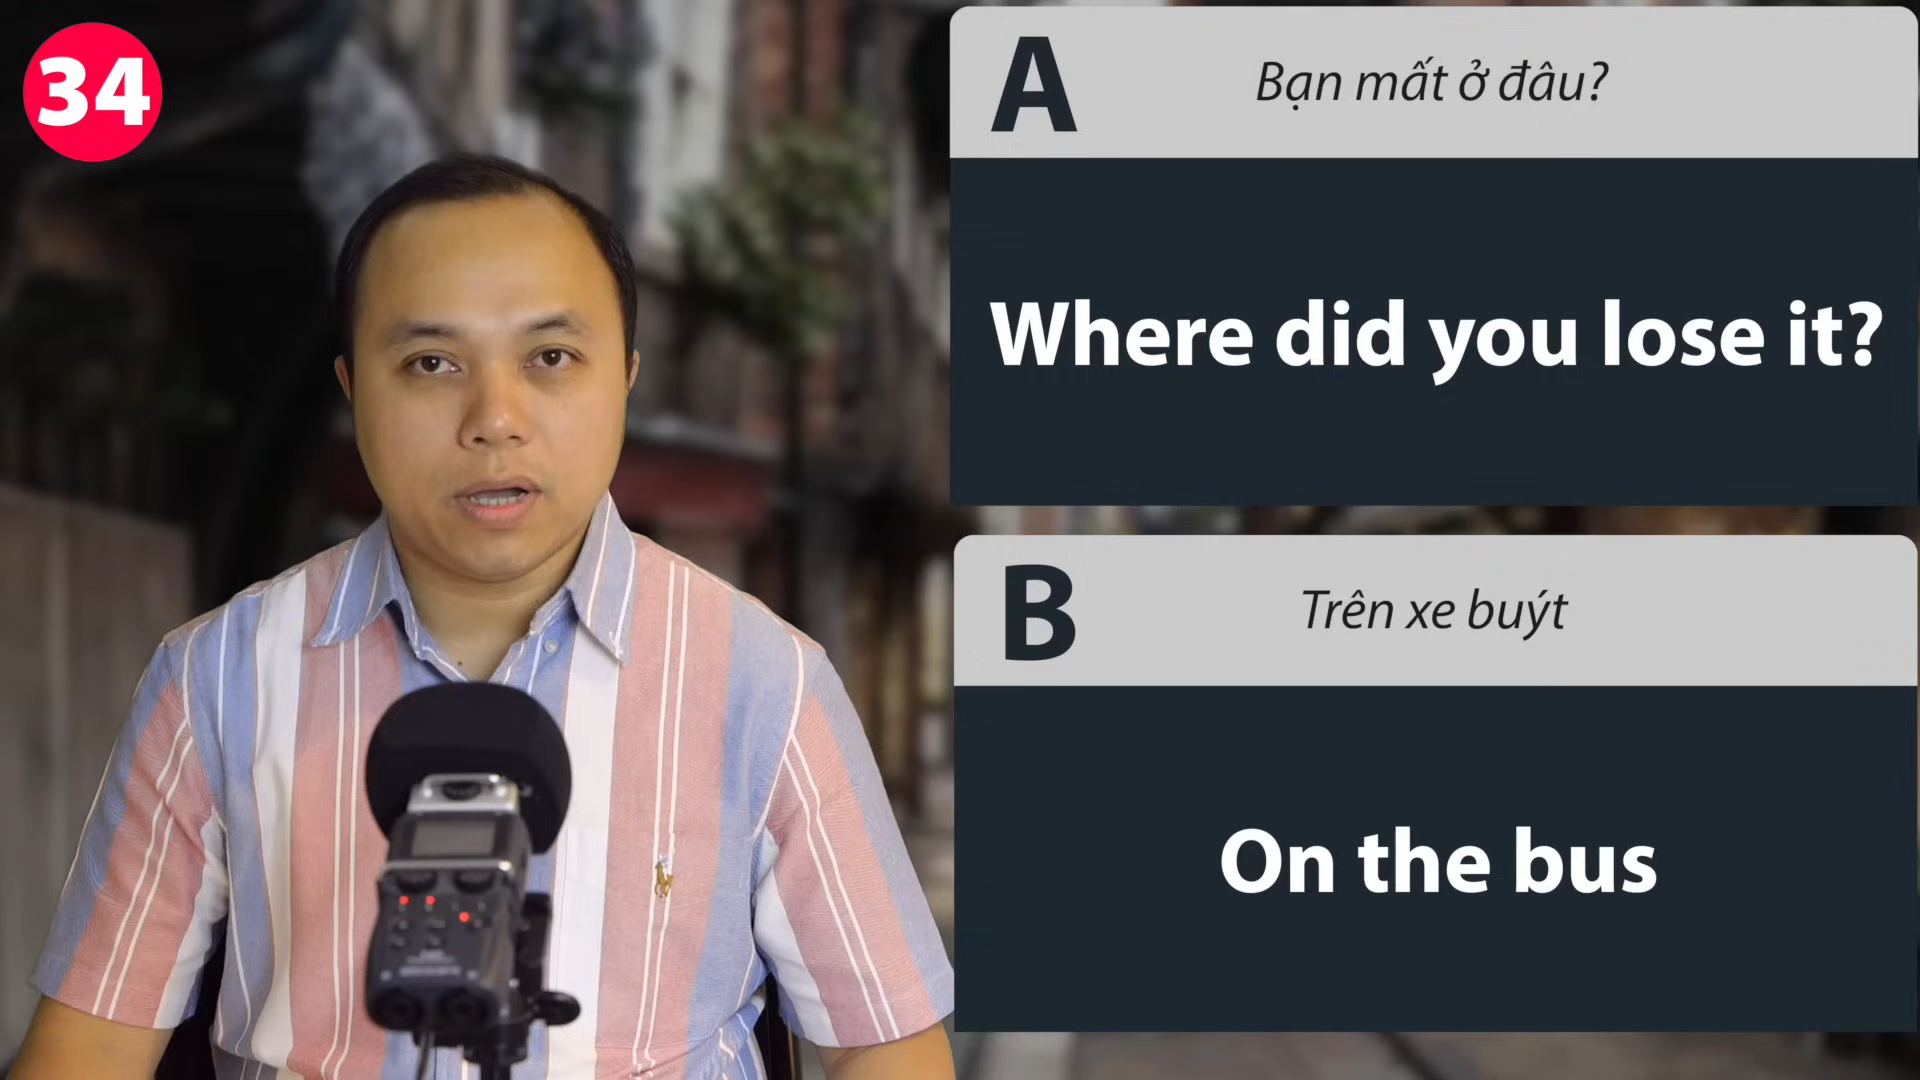 34
A
Bạn mất ở đâu?
Where did you lose it?
B
Trên xe buýt
On the bus